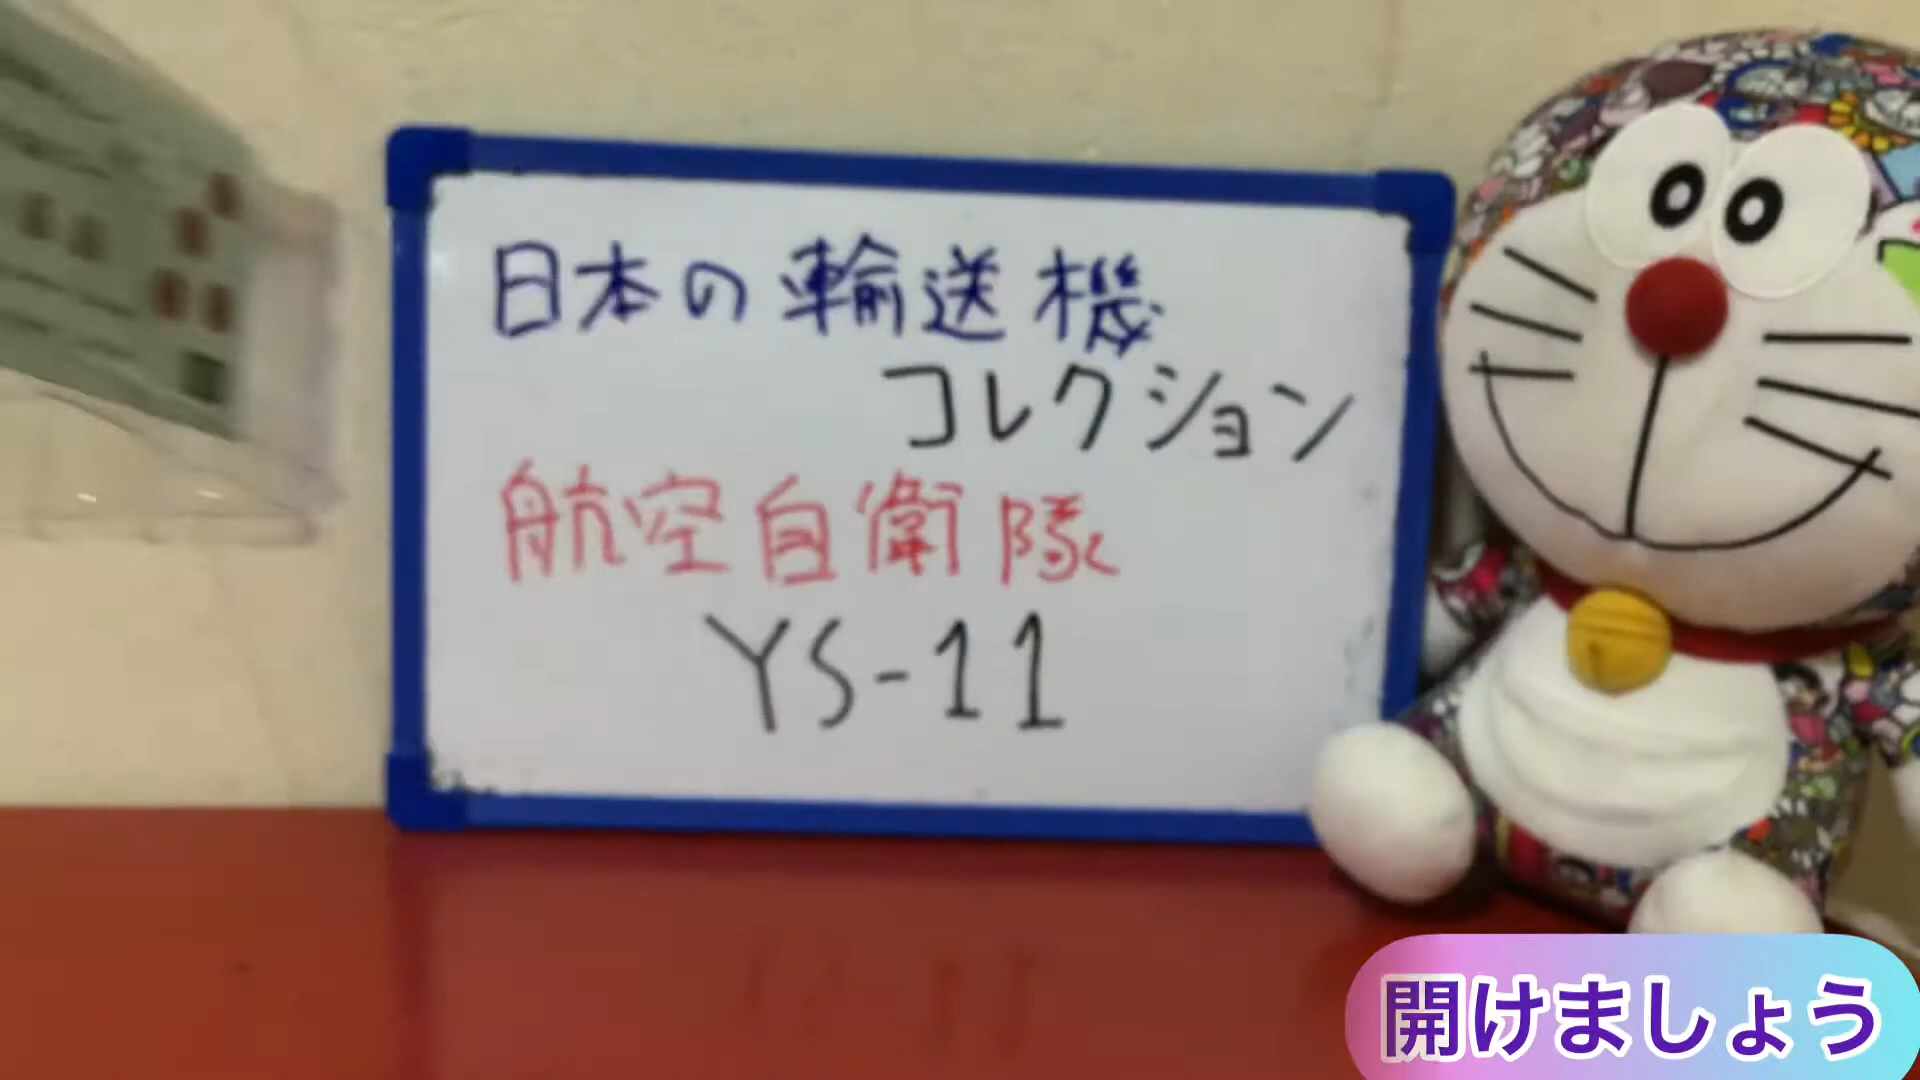 日本の輸送機
コレクション
航空自衛隊
YS-11
開けましょう